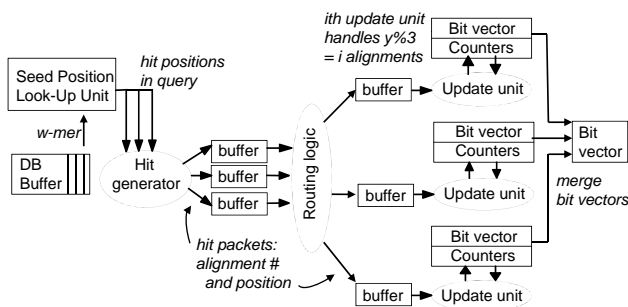 ith update unit
handles y%3
= i alignments
Bit vector
Counters
hit positions
in query
Seed Position
Look-Up Unit
buffer
Update unit
w-mer
buffer
Bit vector
Counters
Bit
vector
DB
Buffer
Hit
generator
buffer
Routing logic
buffer
buffer
Update unit
merge
bit vectors
hit packets:
alignment #
and position
Bit vector
Counters
buffer
Update unit